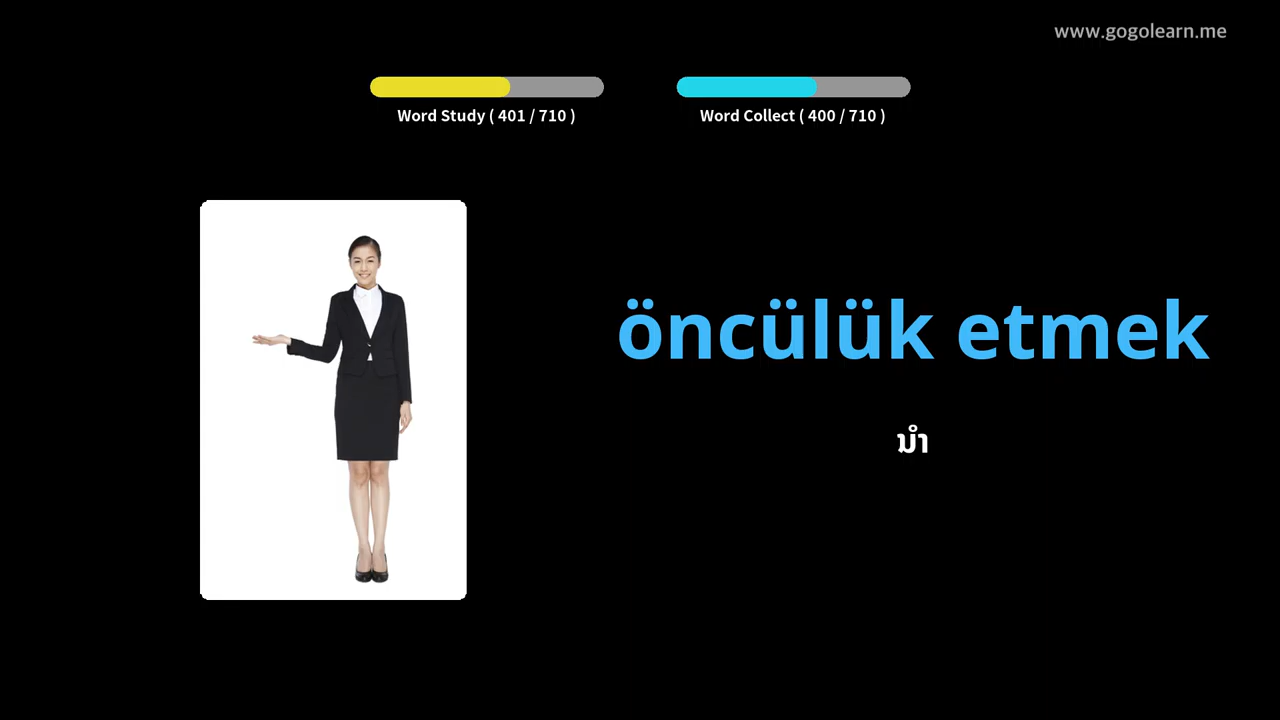 www.gogolearn.me
Word Study ( 401 / 710 )
Word Collect ( 400 / 710 )
öncülük etmek
ນຳ